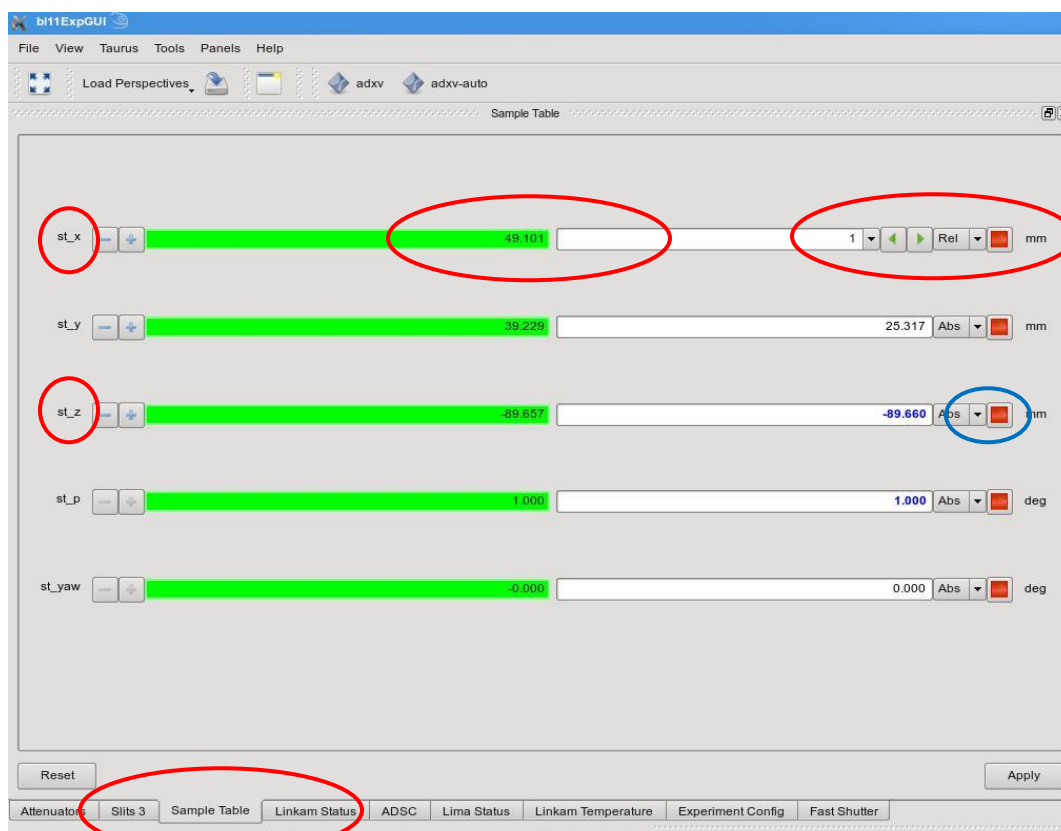 bl11ExpGUI
File View Taurus Tools Panels Help
Load Perspectives adxv adxv-auto
Sample Table
st_x 49.101 1 Rel mm
st_y 39.229 25.317 Abs mm
st_z -89.657 -89.660 Abs mm
st_p 1.000 1.000 Abs deg
st_yaw -0.000 0.000 Abs deg
Reset Apply
Attenuators Slits 3 Sample Table Linkam Status ADSC Lima Status Linkam Temperature Experiment Config Fast Shutter